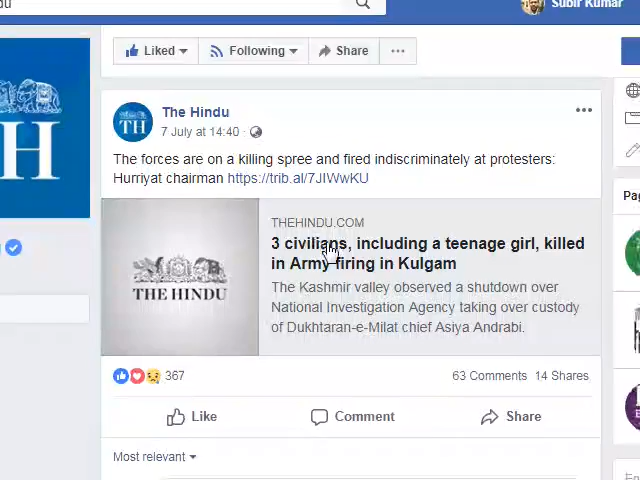 Subir Kumar
Liked
Following
Share
TH
The Hindu
7 July at 14:40
The forces are on a killing spree and fired indiscriminately at protesters:
Hurriyat chairman https://trib.al/7JIWwKU
THE HINDU
THEHINDU.COM
3 civilians, including a teenage girl, killed
in Army firing in Kulgam
The Kashmir valley observed a shutdown over
National Investigation Agency taking over custody
of Dukhtaran-e-Milat chief Asiya Andrabi.
367
63 Comments 14 Shares
Like
Comment
Share
Most relevant